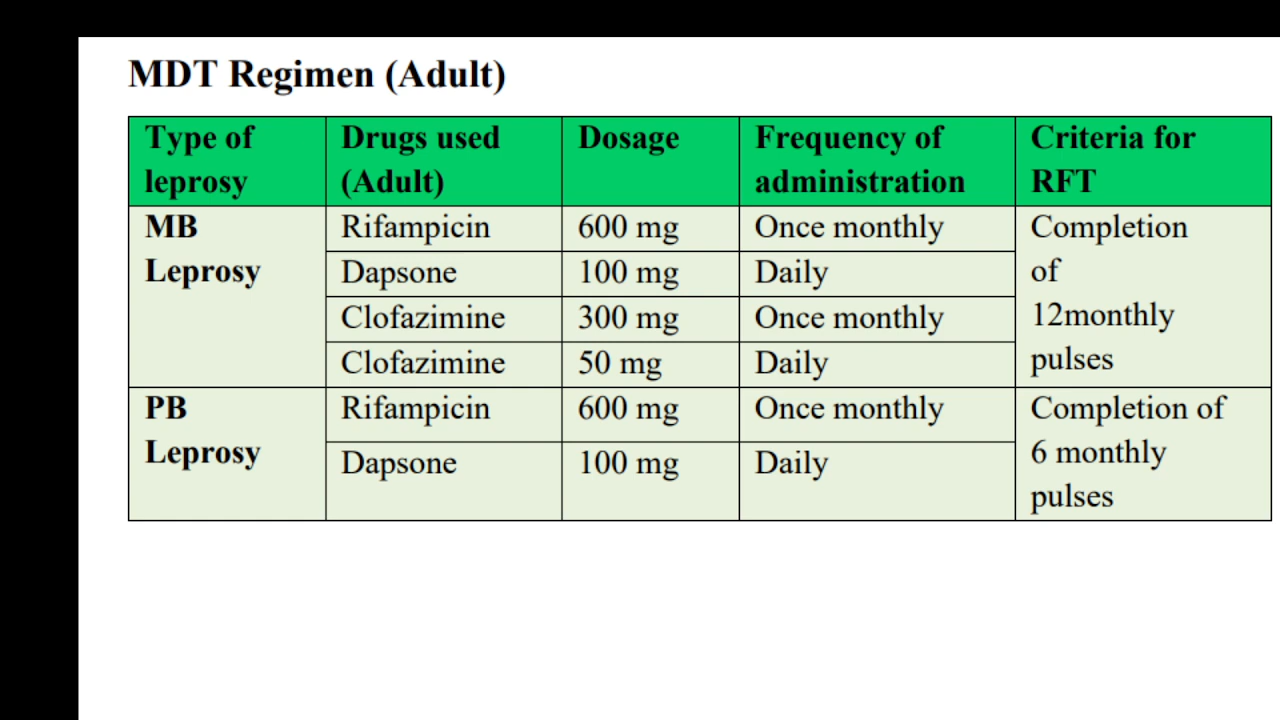 MDT Regimen (Adult)
Type of leprosy | Drugs used (Adult) | Dosage | Frequency of administration | Criteria for RFT
MB Leprosy | Rifampicin | 600 mg | Once monthly | Completion of 12monthly pulses
Dapsone | 100 mg | Daily
Clofazimine | 300 mg | Once monthly
Clofazimine | 50 mg | Daily
PB Leprosy | Rifampicin | 600 mg | Once monthly | Completion of 6 monthly pulses
Dapsone | 100 mg | Daily